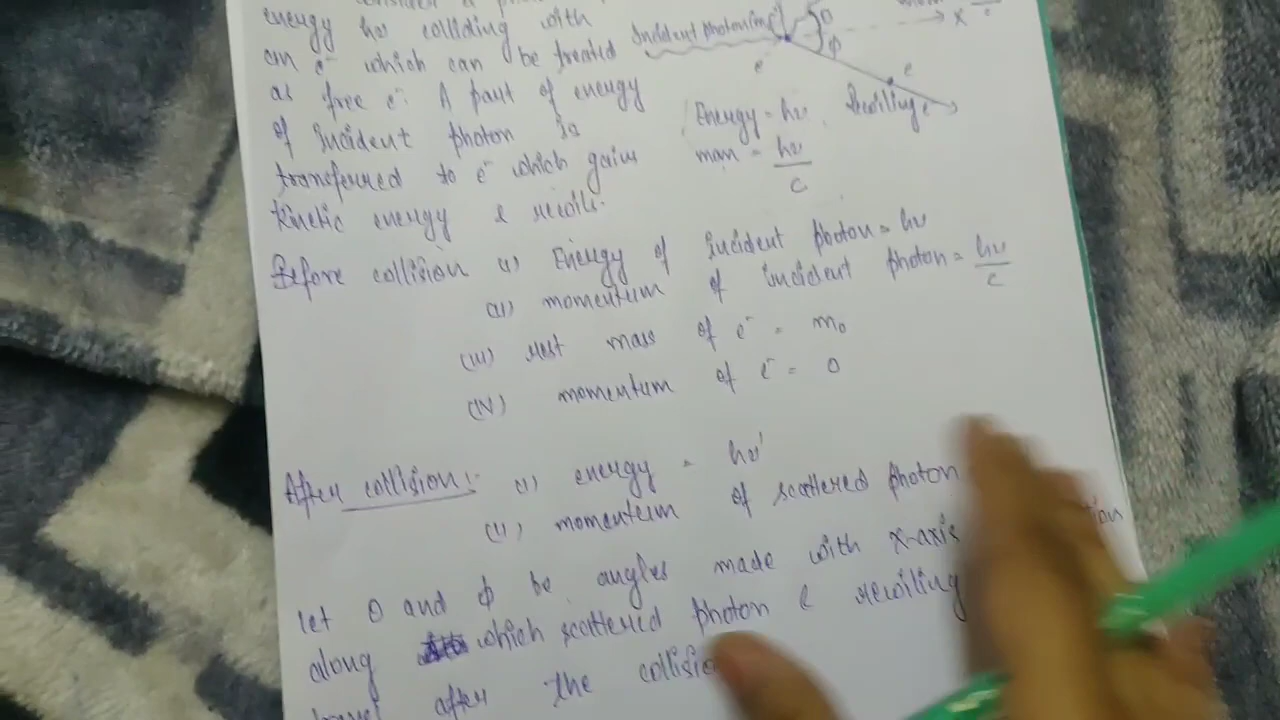 energy has colliding with
an e⁻ which can be treated
as free e⁻. A part of energy
of incident photon is
transferred to e⁻ which gains
kinetic energy & recoils.
Incident photon (
θ
φ
x
c
e
e
Recoiling e
Energy = hν
mom = hν/c
Before collision (I) Energy of incident photon = hν
(II) momentum of incident photon = hν/c
(III) rest mass of e⁻ = m₀
(IV) momentum of e⁻ = 0
After collision :- (I) energy = hν'
(II) momentum of scattered photon
let θ and φ be angles made with x-axis
along which scattered photon & recoiling
travel after the